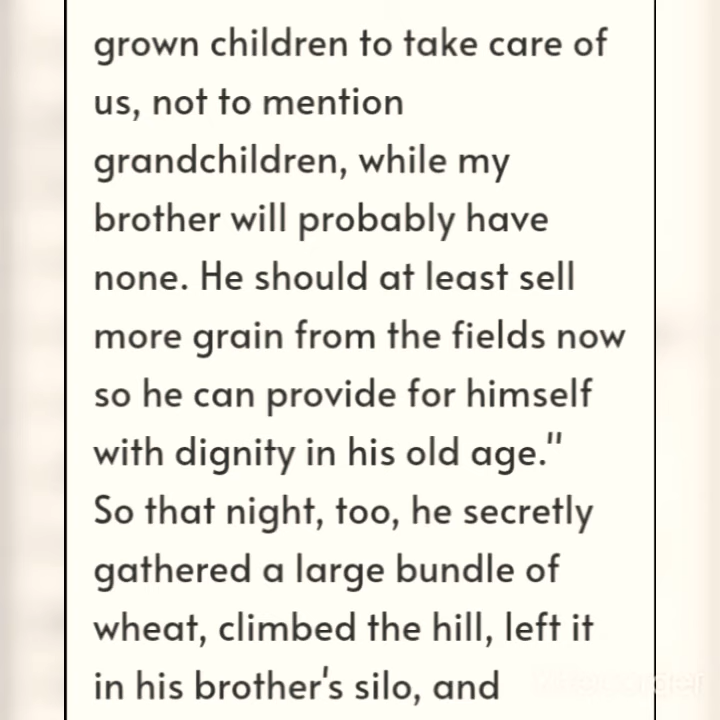 grown children to take care of
us, not to mention
grandchildren, while my
brother will probably have
none. He should at least sell
more grain from the fields now
so he can provide for himself
with dignity in his old age."
So that night, too, he secretly
gathered a large bundle of
wheat, climbed the hill, left it
in his brother's silo, and